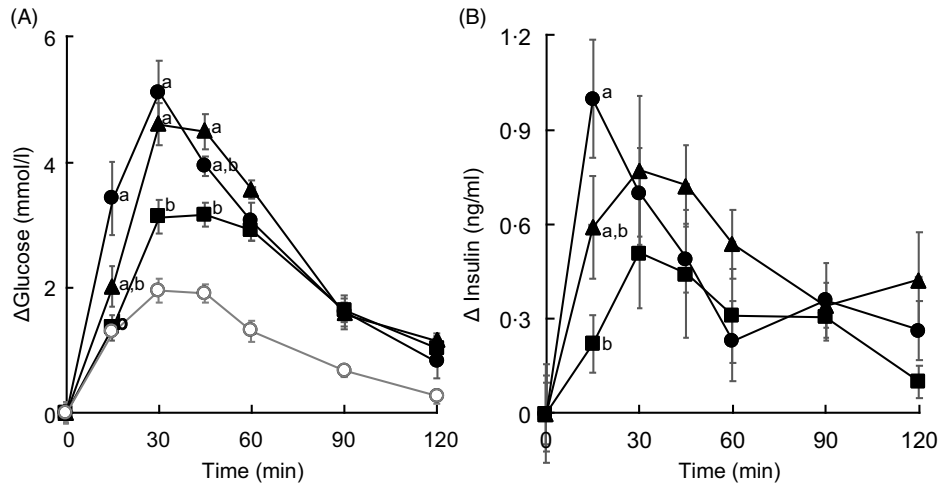 (A)
6
4
2
0
ΔGlucose (mmol/l)
a
a
a
a
a,b
b
b
a,b
b
0 30 60 90 120
Time (min)
(B)
1·2
0·9
0·6
0·3
0
Δ Insulin (ng/ml)
a
a,b
b
0 30 60 90 120
Time (min)